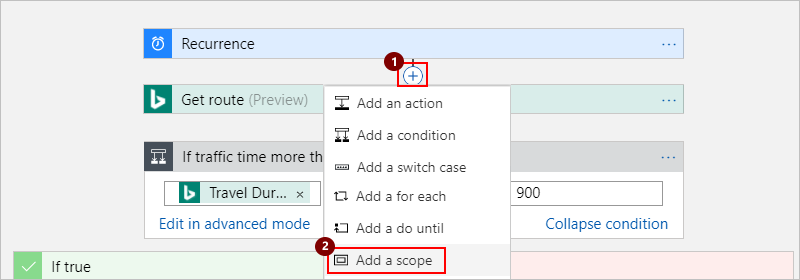 Recurrence
1
Get route (Preview)
Add an action
Add a condition
If traffic time more th
Add a switch case
Travel Dur... ×
Add a for each
900
Edit in advanced mode
Add a do until
Collapse condition
2
Add a scope
If true